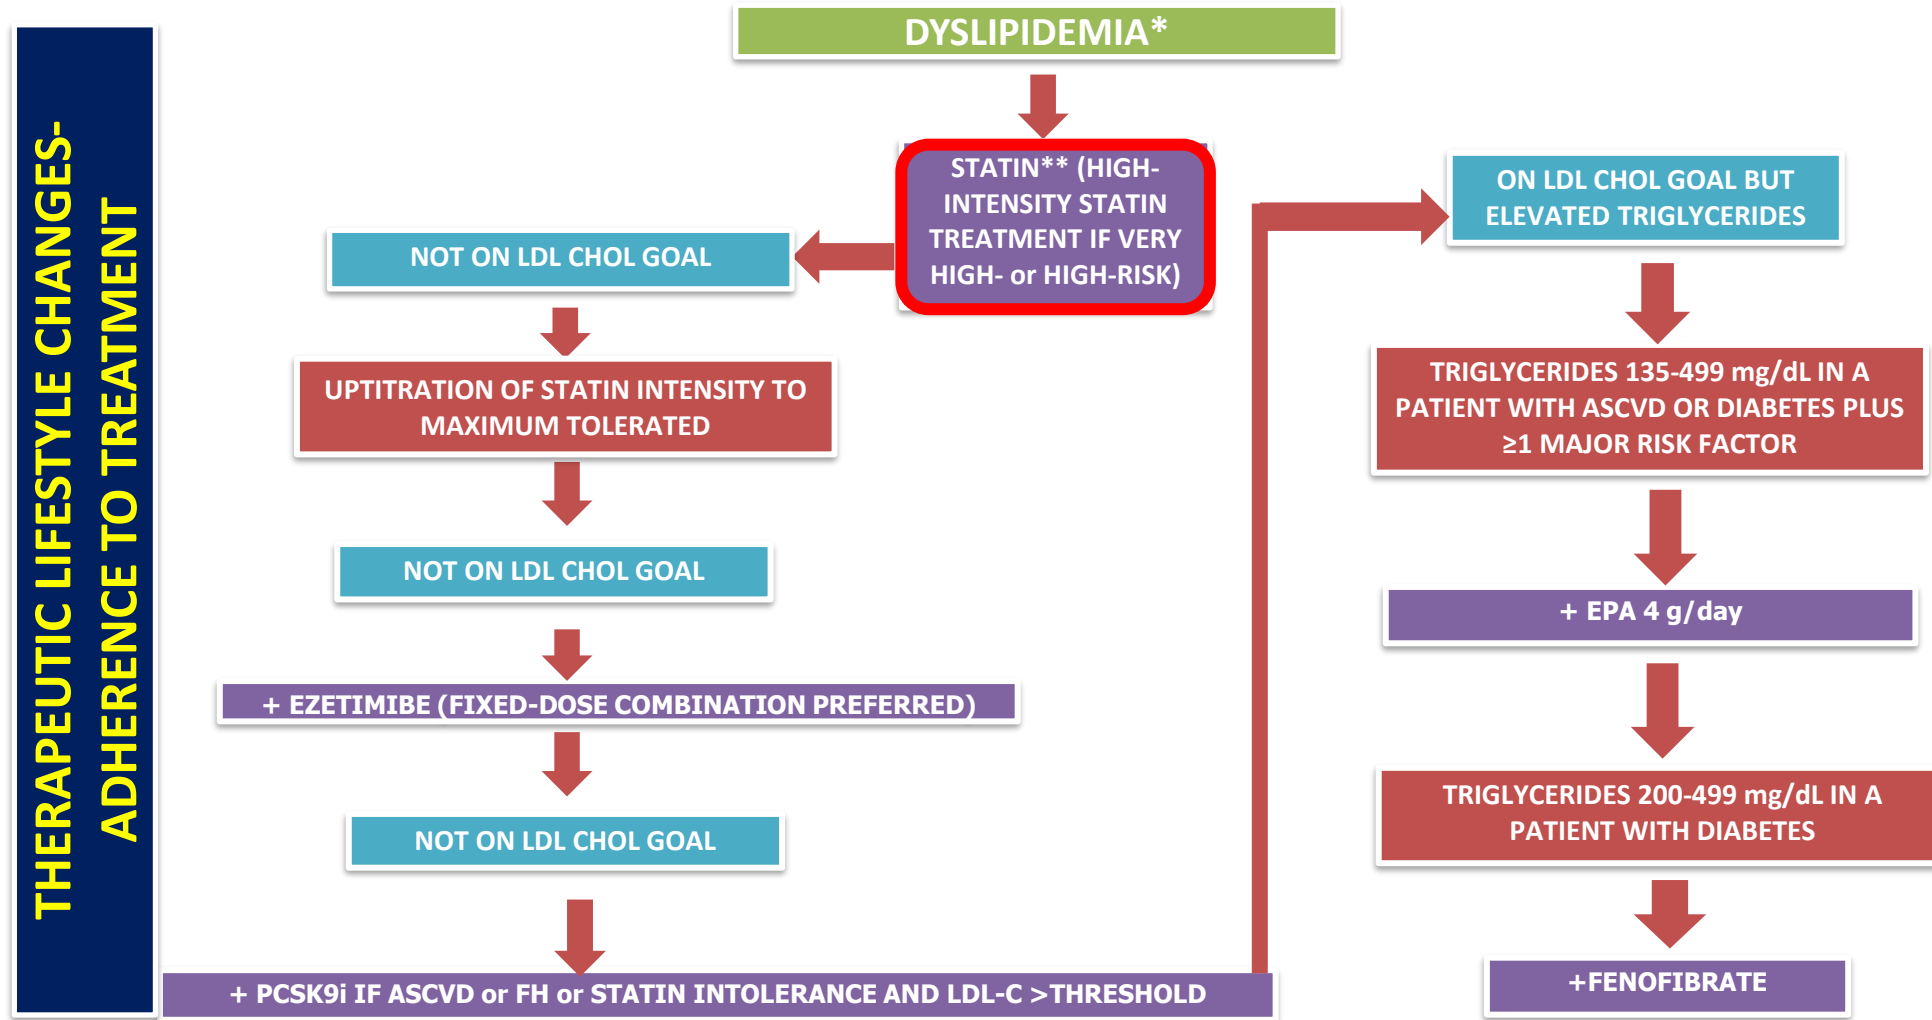 THERAPEUTIC LIFESTYLE CHANGES-
ADHERENCE TO TREATMENT
DYSLIPIDEMIA*
STATIN** (HIGH-
INTENSITY STATIN
TREATMENT IF VERY
HIGH- or HIGH-RISK)
NOT ON LDL CHOL GOAL
UPTITRATION OF STATIN INTENSITY TO
MAXIMUM TOLERATED
NOT ON LDL CHOL GOAL
+ EZETIMIBE (FIXED-DOSE COMBINATION PREFERRED)
NOT ON LDL CHOL GOAL
+ PCSK9i IF ASCVD or FH or STATIN INTOLERANCE AND LDL-C >THRESHOLD
ON LDL CHOL GOAL BUT
ELEVATED TRIGLYCERIDES
TRIGLYCERIDES 135-499 mg/dL IN A
PATIENT WITH ASCVD OR DIABETES PLUS
≥1 MAJOR RISK FACTOR
+ EPA 4 g/day
TRIGLYCERIDES 200-499 mg/dL IN A
PATIENT WITH DIABETES
+FENOFIBRATE